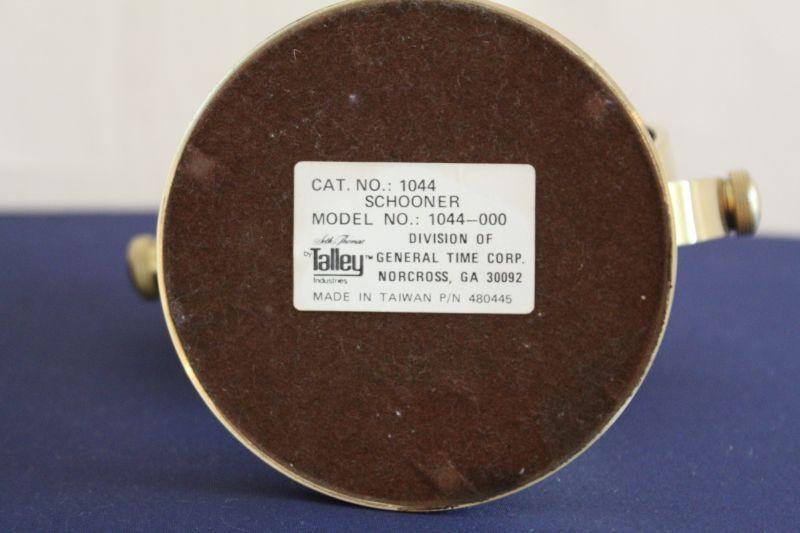 CAT. NO.: 1044
SCHOONER
MODEL NO.: 1044-000
Seth Thomas
by Talley™
Industries
DIVISION OF
GENERAL TIME CORP.
NORCROSS, GA 30092
MADE IN TAIWAN P/N 480445